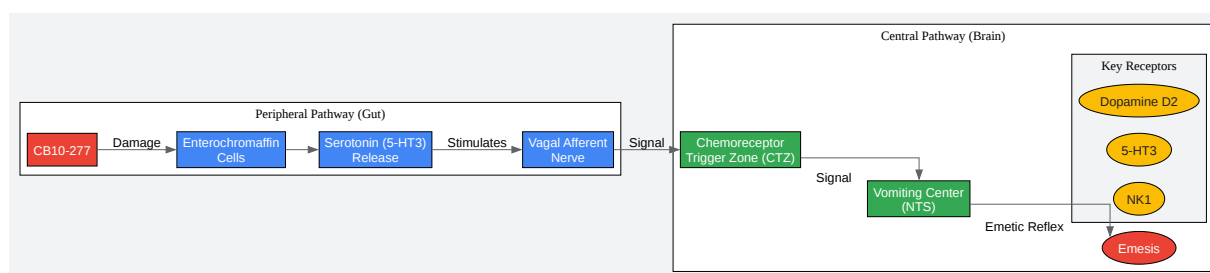 Central Pathway (Brain)
Key Receptors
Dopamine D2
5-HT3
NK1
Peripheral Pathway (Gut)
CB10-277
Damage
Enterochromaffin
Cells
Serotonin (5-HT3)
Release
Stimulates
Vagal Afferent
Nerve
Signal
Chemoreceptor
Trigger Zone (CTZ)
Signal
Vomiting Center
(NTS)
Emetic Reflex
Emesis